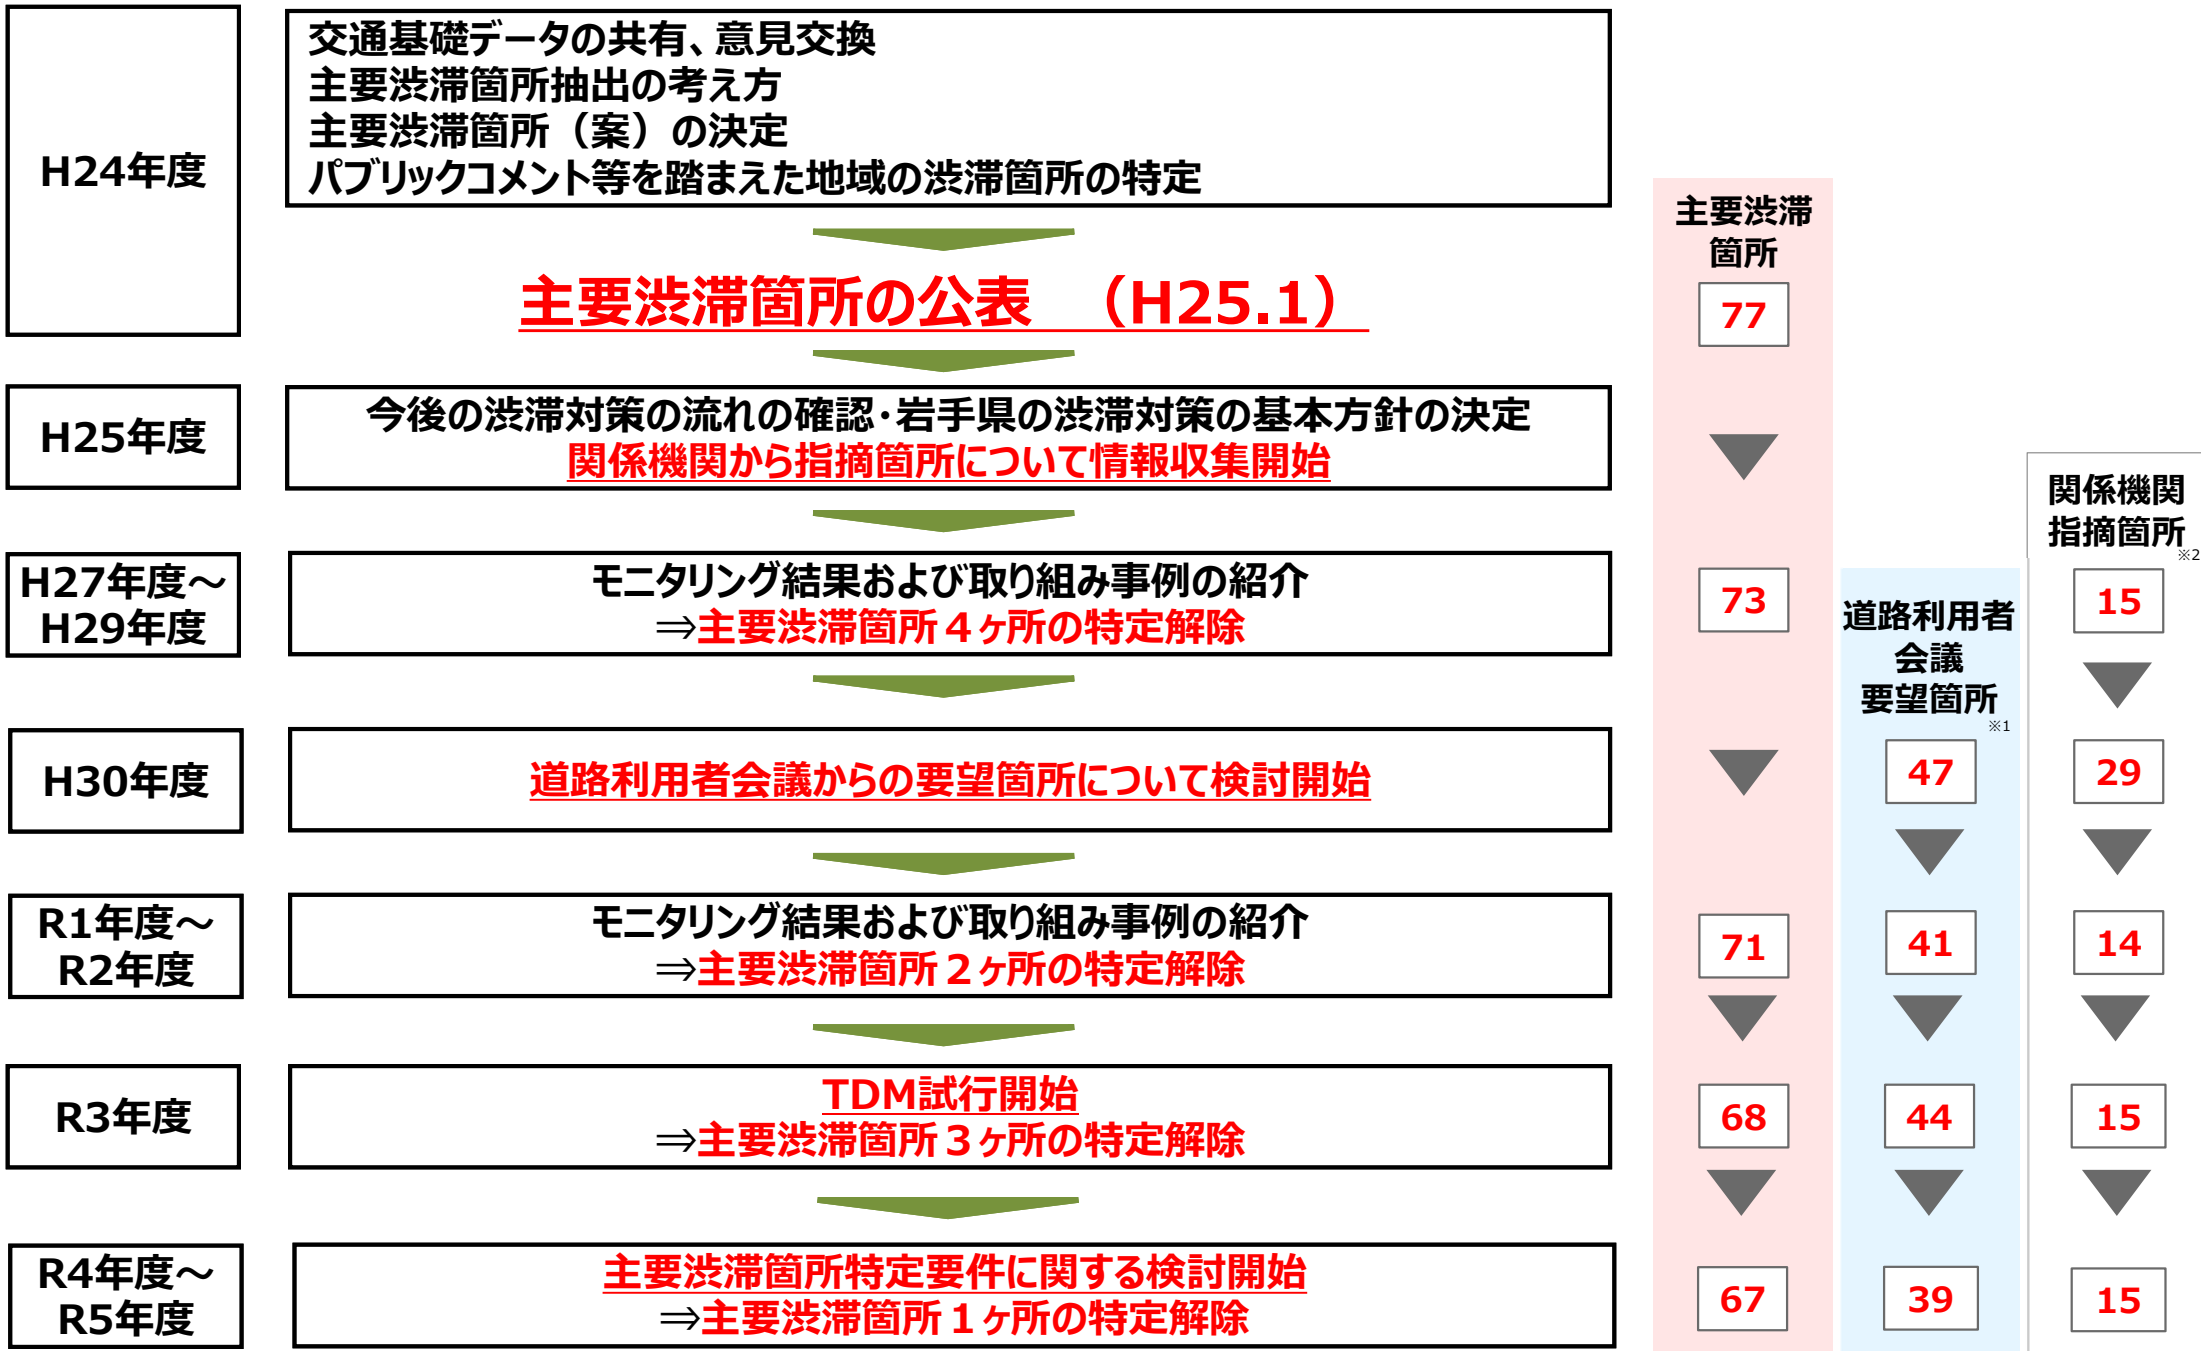 H24年度
交通基礎データの共有、意見交換
主要渋滞箇所抽出の考え方
主要渋滞箇所（案）の決定
パブリックコメント等を踏まえた地域の渋滞箇所の特定
主要渋滞箇所の公表　（H25.1）
主要渋滞
箇所
77
H25年度
今後の渋滞対策の流れの確認・岩手県の渋滞対策の基本方針の決定
関係機関から指摘箇所について情報収集開始
関係機関
指摘箇所
※2
H27年度～
H29年度
モニタリング結果および取り組み事例の紹介
⇒主要渋滞箇所４ヶ所の特定解除
73
15
道路利用者
会議
要望箇所
※1
H30年度
道路利用者会議からの要望箇所について検討開始
47
29
R1年度～
R2年度
モニタリング結果および取り組み事例の紹介
⇒主要渋滞箇所２ヶ所の特定解除
71
41
14
R3年度
TDM試行開始
⇒主要渋滞箇所３ヶ所の特定解除
68
44
15
R4年度～
R5年度
主要渋滞箇所特定要件に関する検討開始
⇒主要渋滞箇所１ヶ所の特定解除
67
39
15